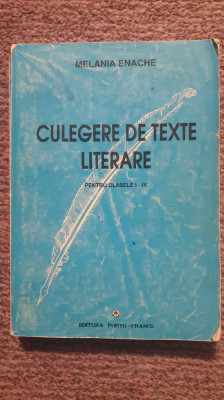 MELANIA ENACHE
CULEGERE DE TEXTE
LITERARE
PENTRU CLASELE I - IV
EDITURA PORTO-FRANCO